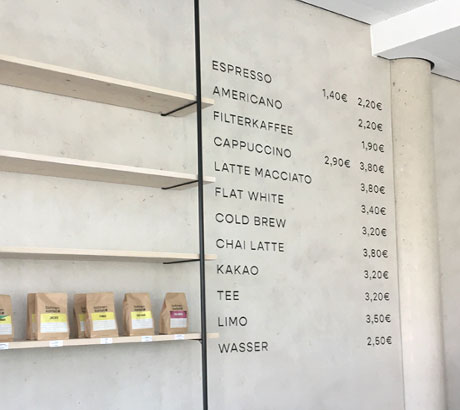 ESPRESSO 1,40€ 2,20€
AMERICANO 2,20€
FILTERKAFFEE 1,90€
CAPPUCCINO 2,90€ 3,80€
LATTE MACCIATO 3,80€
FLAT WHITE 3,40€
COLD BREW 3,20€
CHAI LATTE 3,80€
KAKAO 3,20€
TEE 3,20€
LIMO 3,50€
WASSER 2,50€